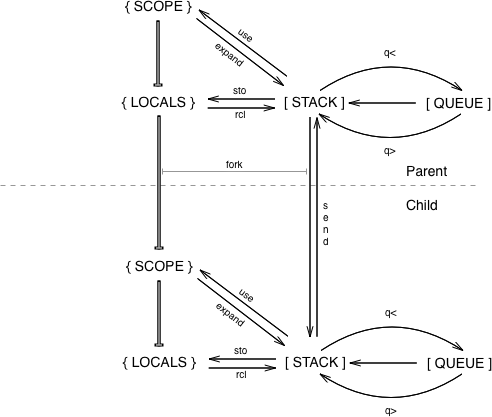 { SCOPE }
use
expand
q<
{ LOCALS }
sto
rcl
[ STACK ]
[ QUEUE ]
q>
fork
Parent
send
Child
{ SCOPE }
use
expand
q<
{ LOCALS }
sto
rcl
[ STACK ]
[ QUEUE ]
q>